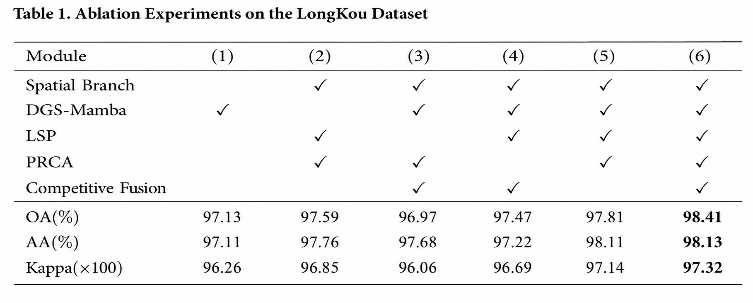 Table 1. Ablation Experiments on the LongKou Dataset
Module (1) (2) (3) (4) (5) (6)
Spatial Branch ✓ ✓ ✓ ✓ ✓
DGS-Mamba ✓ ✓ ✓ ✓ ✓
LSP ✓ ✓ ✓ ✓
PRCA ✓ ✓ ✓ ✓
Competitive Fusion ✓ ✓ ✓
OA(%) 97.13 97.59 96.97 97.47 97.81 98.41
AA(%) 97.11 97.76 97.68 97.22 98.11 98.13
Kappa(×100) 96.26 96.85 96.06 96.69 97.14 97.32